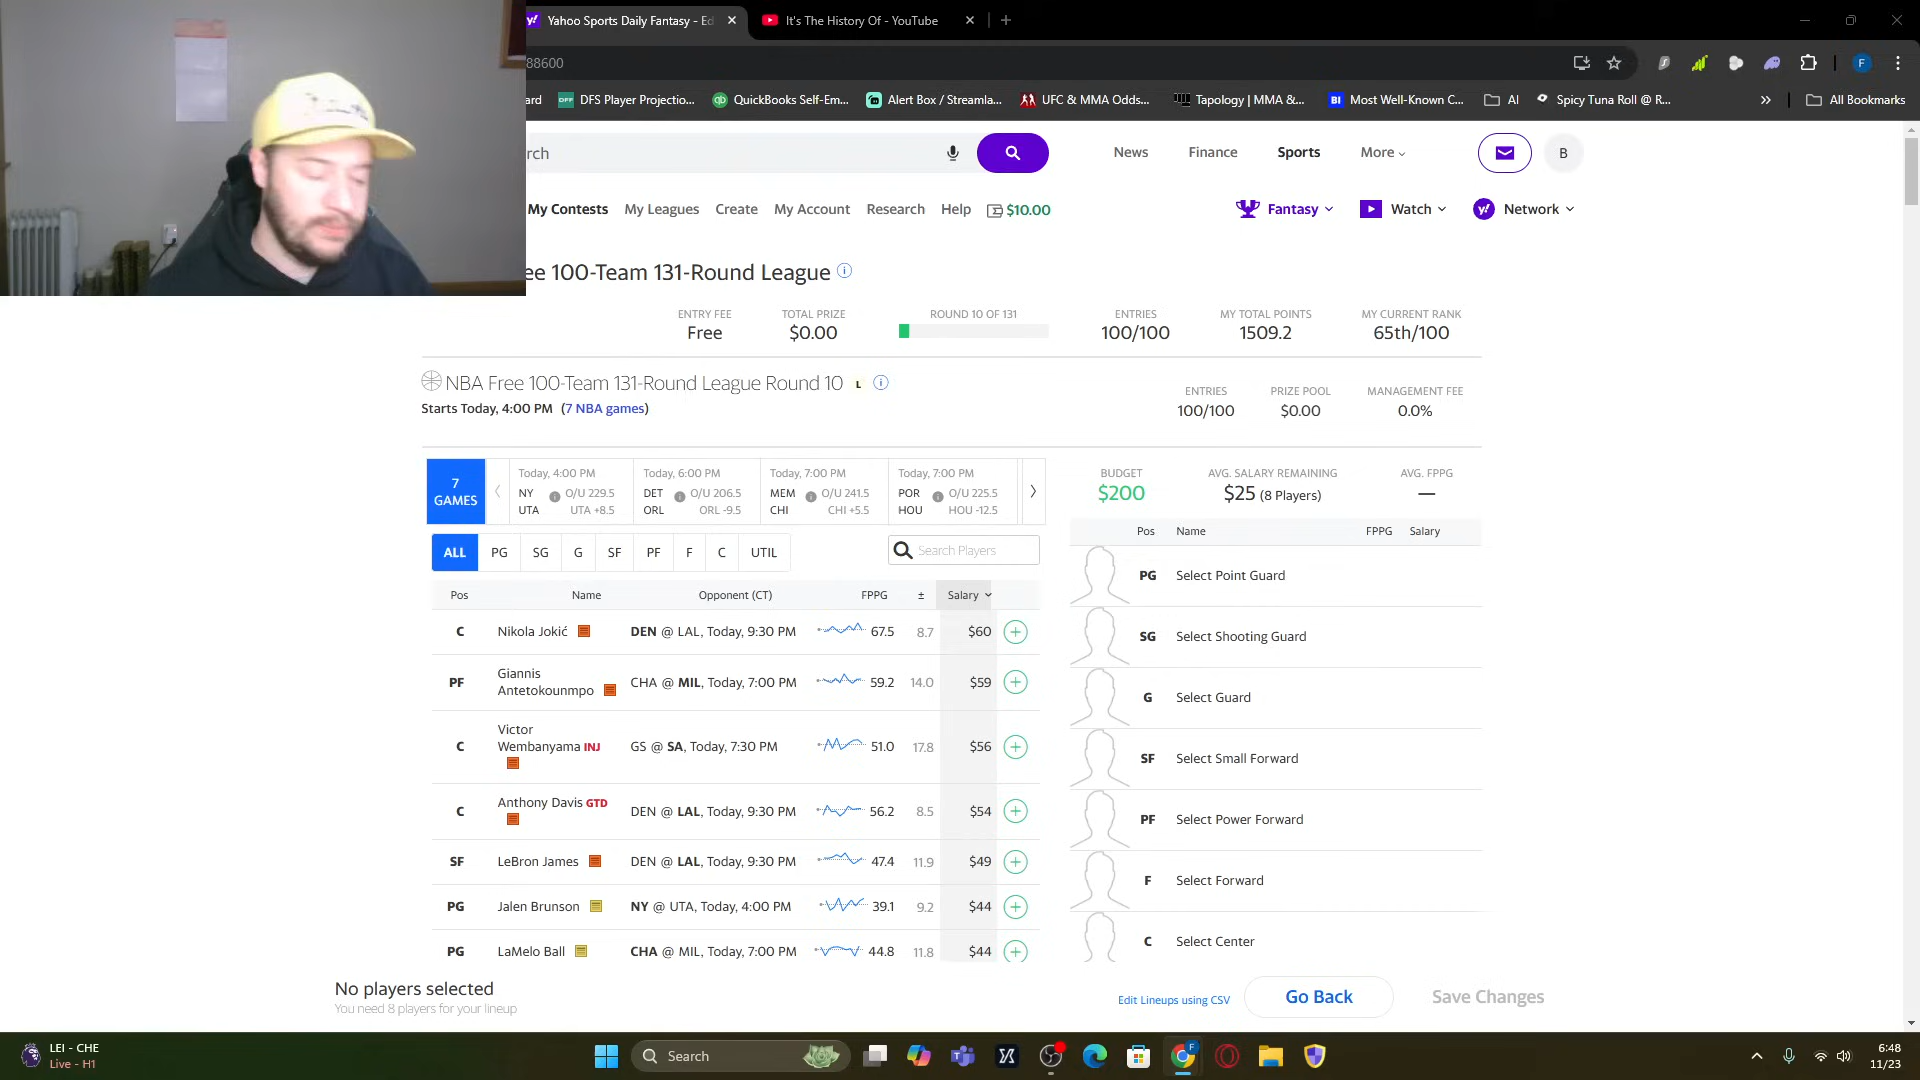 Yahoo Sports Daily Fantasy - Ed
It's The History Of - YouTube
88600
F
ard
DFS Player Projectio...
QuickBooks Self-Em...
Alert Box / Streamla...
UFC & MMA Odds...
Tapology | MMA &...
BI Most Well-Known C...
AI
Spicy Tuna Roll @ R...
All Bookmarks
rch
News
Finance
Sports
More
B
My Contests
My Leagues
Create
My Account
Research
Help
$10.00
Fantasy
Watch
y! Network
ee 100-Team 131-Round League
ENTRY FEE
Free
TOTAL PRIZE
$0.00
ROUND 10 OF 131
ENTRIES
100/100
MY TOTAL POINTS
1509.2
MY CURRENT RANK
65th/100
NBA Free 100-Team 131-Round League Round 10 L
Starts Today, 4:00 PM (7 NBA games)
ENTRIES
100/100
PRIZE POOL
$0.00
MANAGEMENT FEE
0.0%
7
GAMES
Today, 4:00 PM
NY O/U 229.5
UTA UTA +8.5
Today, 6:00 PM
DET O/U 206.5
ORL ORL -9.5
Today, 7:00 PM
MEM O/U 241.5
CHI CHI +5.5
Today, 7:00 PM
POR O/U 225.5
HOU HOU -12.5
BUDGET
$200
AVG. SALARY REMAINING
$25 (8 Players)
AVG. FPPG
—
ALL PG SG G SF PF F C UTIL
Search Players
Pos Name Opponent (CT) FPPG ± Salary
C Nikola Jokić DEN @ LAL, Today, 9:30 PM 67.5 8.7 $60
PF Giannis
Antetokounmpo CHA @ MIL, Today, 7:00 PM 59.2 14.0 $59
C Victor
Wembanyama INJ GS @ SA, Today, 7:30 PM 51.0 17.8 $56
C Anthony Davis GTD DEN @ LAL, Today, 9:30 PM 56.2 8.5 $54
SF LeBron James DEN @ LAL, Today, 9:30 PM 47.4 11.9 $49
PG Jalen Brunson NY @ UTA, Today, 4:00 PM 39.1 9.2 $44
PG LaMelo Ball CHA @ MIL, Today, 7:00 PM 44.8 11.8 $44
Pos Name FPPG Salary
PG Select Point Guard
SG Select Shooting Guard
G Select Guard
SF Select Small Forward
PF Select Power Forward
F Select Forward
C Select Center
No players selected
You need 8 players for your lineup
Edit Lineups using CSV
Go Back
Save Changes
LEI - CHE
Live - H1
Search
F
6:48
11/23